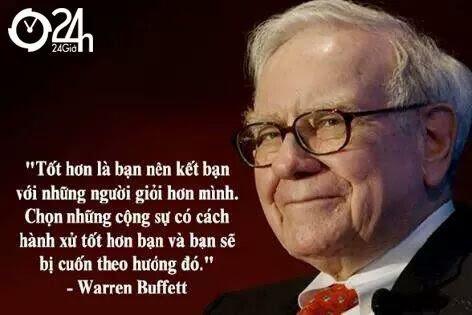 24h
24Giờ
"Tốt hơn là bạn nên kết bạn
với những người giỏi hơn mình.
Chọn những cộng sự có cách
hành xử tốt hơn bạn và bạn sẽ
bị cuốn theo hướng đó."
- Warren Buffett